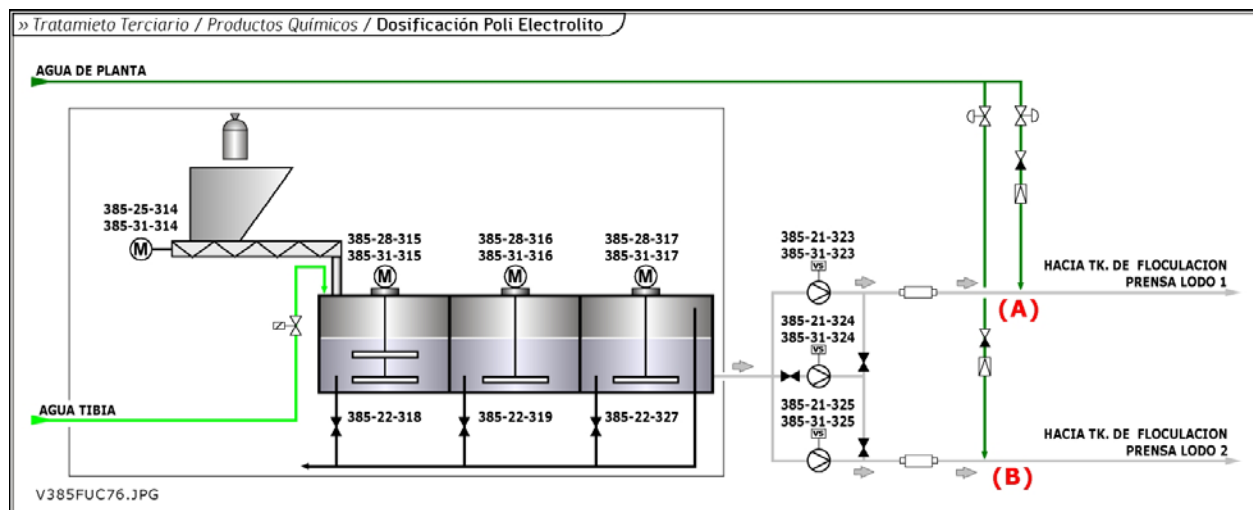 » Tratamieto Terciario / Productos Químicos / Dosificación Poli Electrolito
AGUA DE PLANTA
385-25-314
385-31-314
M
385-28-315
385-31-315
M
385-28-316
385-31-316
M
385-28-317
385-31-317
M
385-21-323
385-31-323
VS
HACIA TK. DE FLOCULACION
PRENSA LODO 1
(A)
385-21-324
385-31-324
VS
AGUA TIBIA
385-22-318
385-22-319
385-22-327
385-21-325
385-31-325
VS
HACIA TK. DE FLOCULACION
PRENSA LODO 2
(B)
V385FUC76.JPG